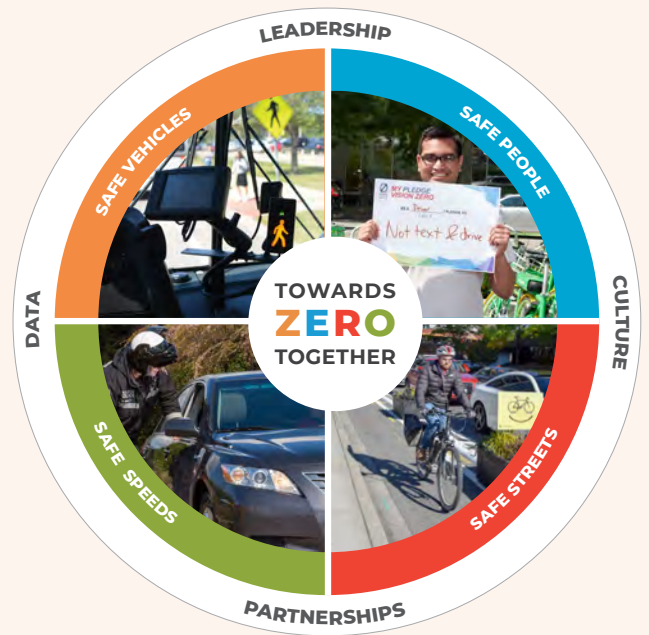 LEADERSHIP
SAFE VEHICLES
SAFE PEOPLE
MY PLEDGE
VISION ZERO
Not text & drive
TOWARDS
ZERO
TOGETHER
DATA
CULTURE
SAFE SPEEDS
SAFE STREETS
PARTNERSHIPS